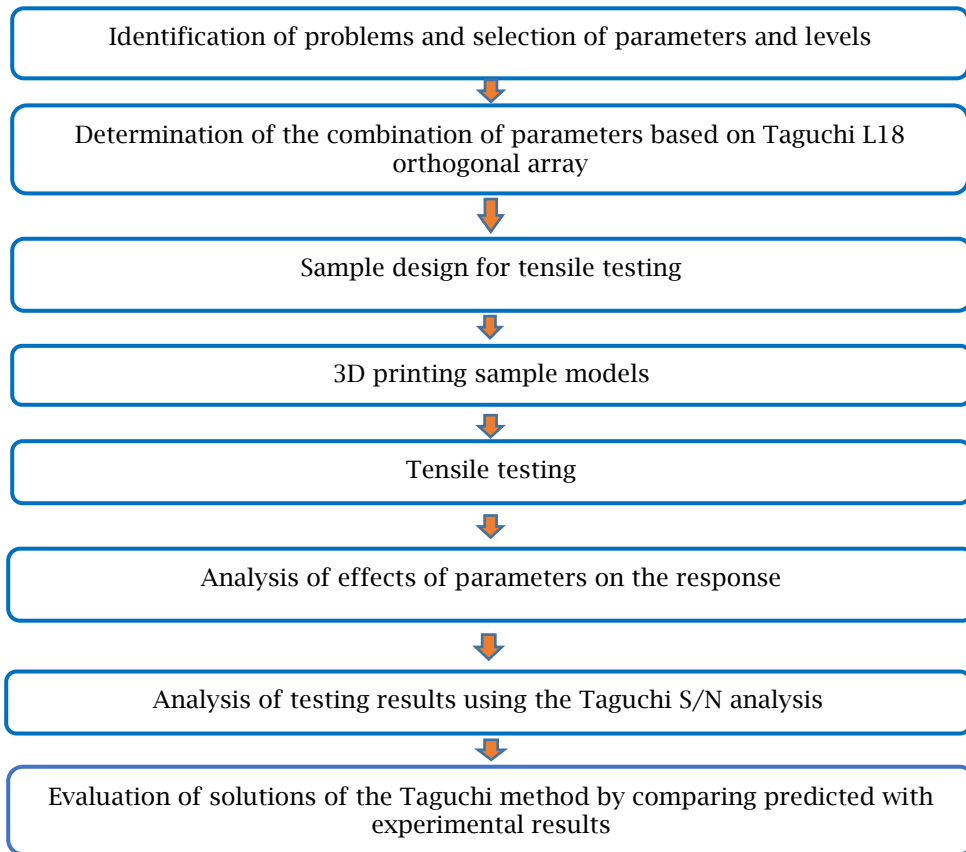 Identification of problems and selection of parameters and levels
Determination of the combination of parameters based on Taguchi L18
orthogonal array
Sample design for tensile testing
3D printing sample models
Tensile testing
Analysis of effects of parameters on the response
Analysis of testing results using the Taguchi S/N analysis
Evaluation of solutions of the Taguchi method by comparing predicted with
experimental results